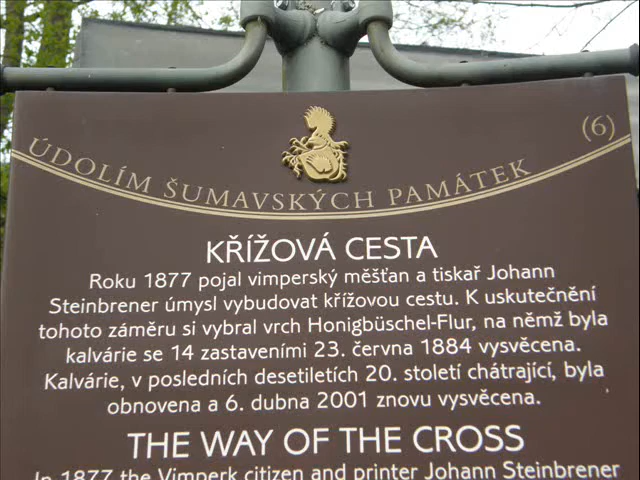 (6)
ÚDOLÍM ŠUMAVSKÝCH PAMÁTEK
KŘÍŽOVÁ CESTA
Roku 1877 pojal vimperský měšťan a tiskař Johann
Steinbrener úmysl vybudovat křížovou cestu. K uskutečnění
tohoto záměru si vybral vrch Honigbüschel-Flur, na němž byla
kalvárie se 14 zastaveními 23. června 1884 vysvěcena.
Kalvárie, v posledních desetiletích 20. století chátrající, byla
obnovena a 6. dubna 2001 znovu vysvěcena.
THE WAY OF THE CROSS
In 1877 the Vimperk citizen and printer Johann Steinbrener